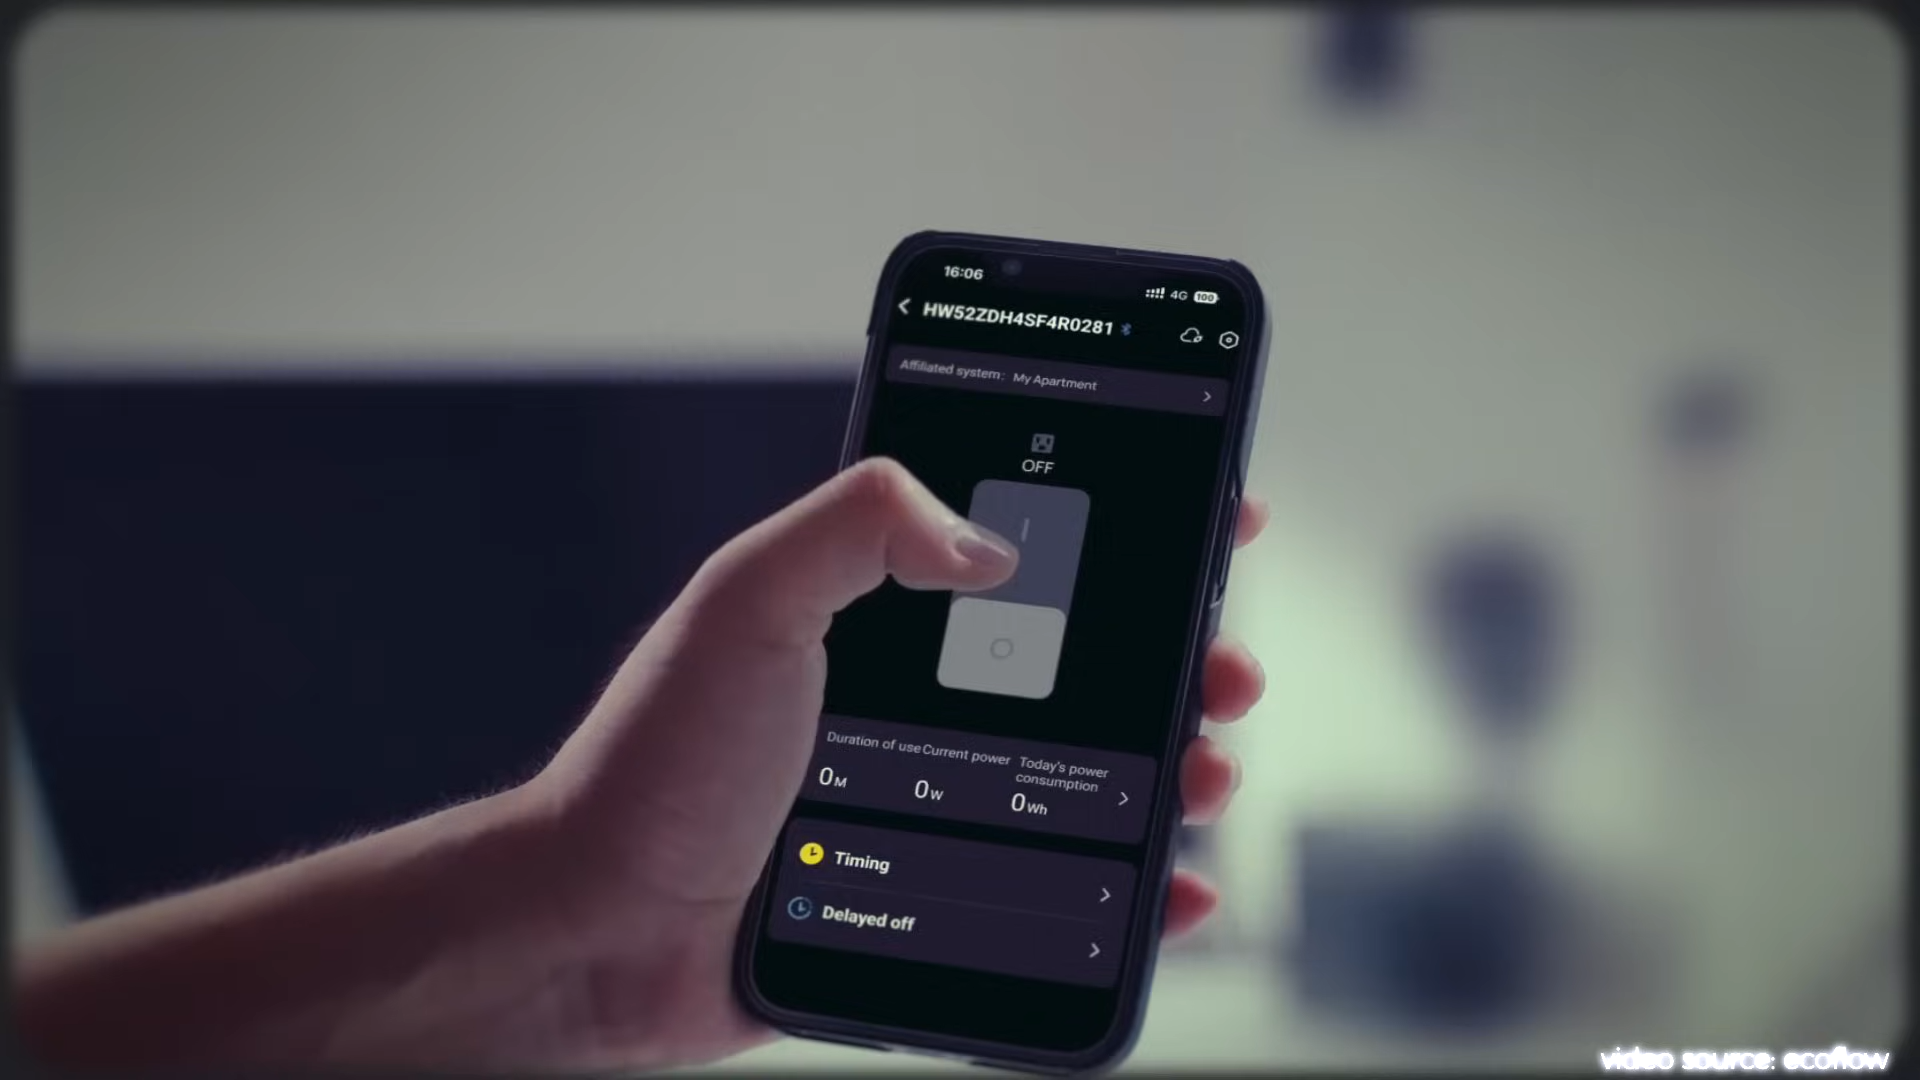 16:06
4G 100
HW52ZDH4SF4R0281
Affiliated system: My Apartment
OFF
Duration of use Current power Today's power consumption
0M 0W 0Wh
Timing
Delayed off
video source: ecoflow